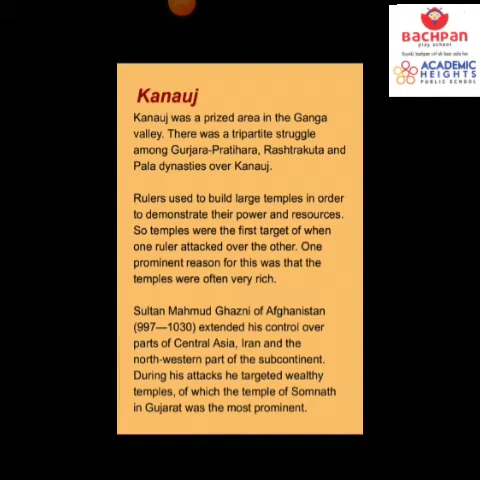 BACHPAN
play school
ACADEMIC
HEIGHTS
PUBLIC SCHOOL
Kanauj
Kanauj was a prized area in the Ganga
valley. There was a tripartite struggle
among Gurjara-Pratihara, Rashtrakuta and
Pala dynasties over Kanauj.
Rulers used to build large temples in order
to demonstrate their power and resources.
So temples were the first target of when
one ruler attacked over the other. One
prominent reason for this was that the
temples were often very rich.
Sultan Mahmud Ghazni of Afghanistan
(997—1030) extended his control over
parts of Central Asia, Iran and the
north-western part of the subcontinent.
During his attacks he targeted wealthy
temples, of which the temple of Somnath
in Gujarat was the most prominent.